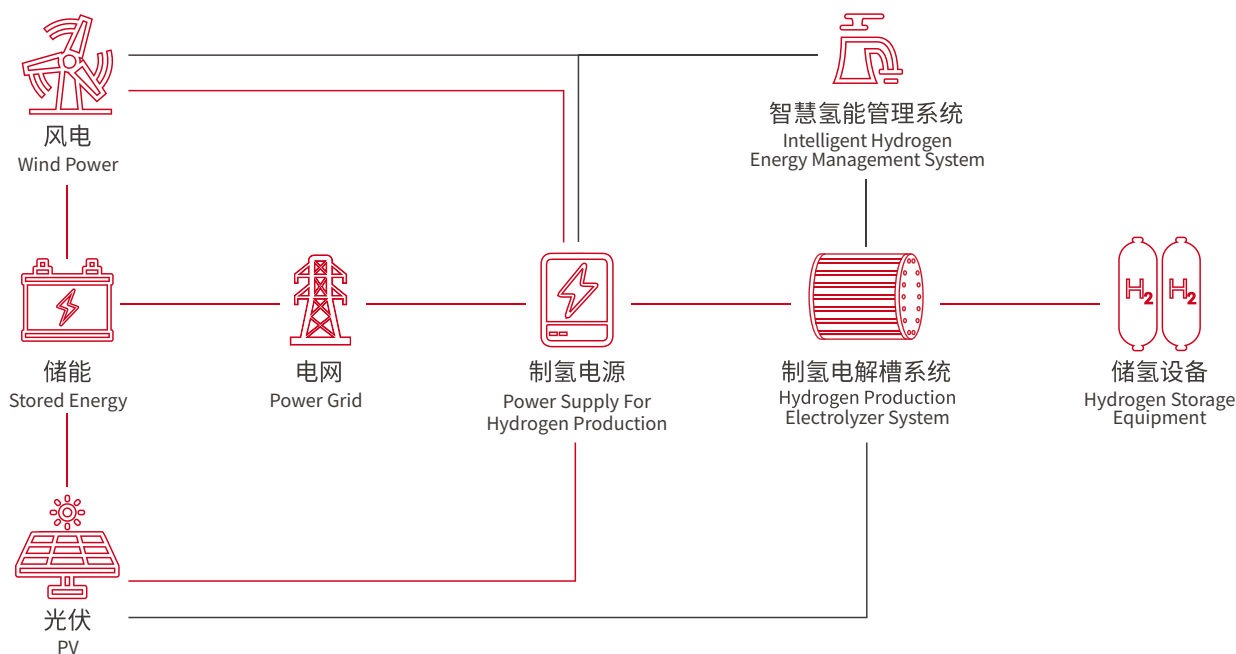 风电
Wind Power
智慧氢能管理系统
Intelligent Hydrogen
Energy Management System
储能
Stored Energy
电网
Power Grid
制氢电源
Power Supply For
Hydrogen Production
制氢电解槽系统
Hydrogen Production
Electrolyzer System
H2
H2
储氢设备
Hydrogen Storage
Equipment
光伏
PV